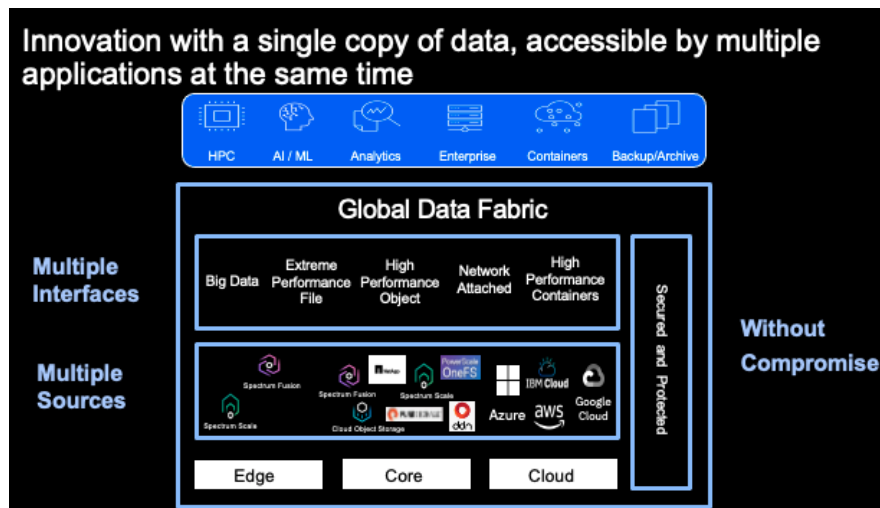 Innovation with a single copy of data, accessible by multiple
applications at the same time
HPC
AI / ML
Analytics
Enterprise
Containers
Backup/Archive
Global Data Fabric
Multiple
Interfaces
Big Data
Extreme
Performance
File
High
Performance
Object
Network
Attached
High
Performance
Containers
Secured and Protected
Without
Compromise
Multiple
Sources
Spectrum Fusion
Spectrum Scale
Spectrum Fusion
NetApp
Spectrum Scale
PowerScale
OneFS
Cloud Object Storage
ddn
Azure
IBM Cloud
aws
Google
Cloud
Edge
Core
Cloud